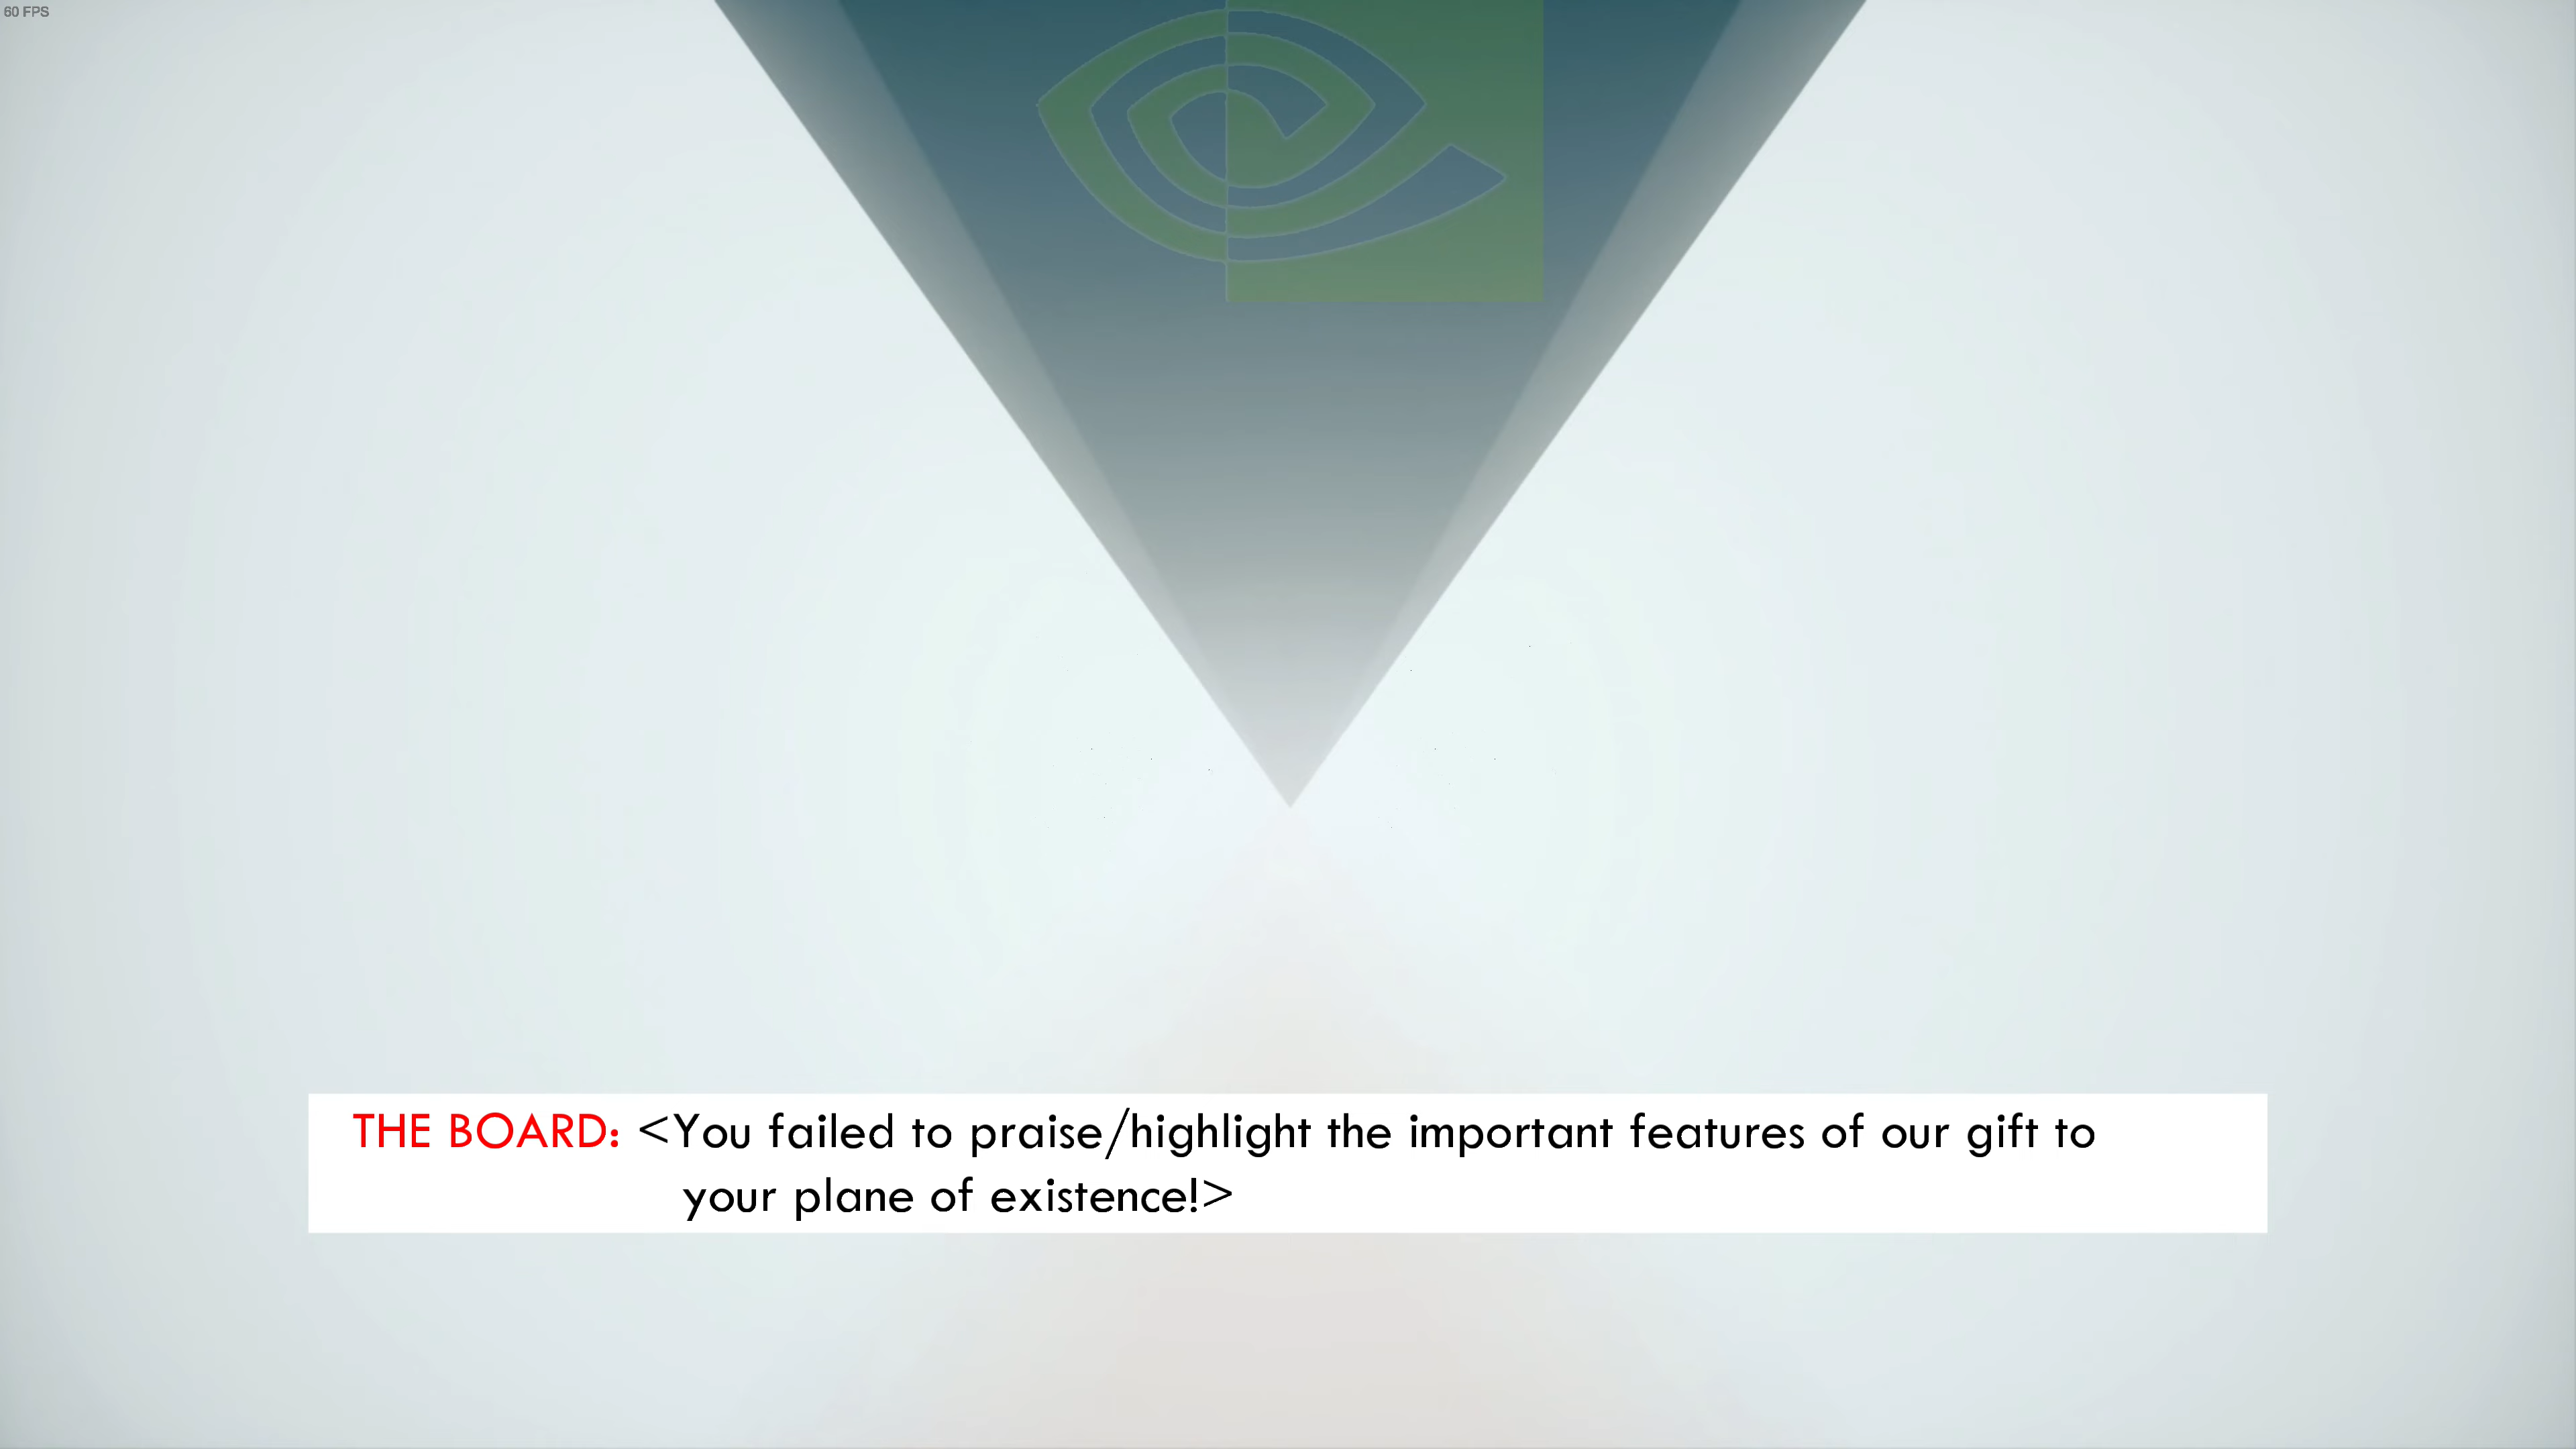 60 FPS
THE BOARD: <You failed to praise/highlight the important features of our gift to
your plane of existence!>